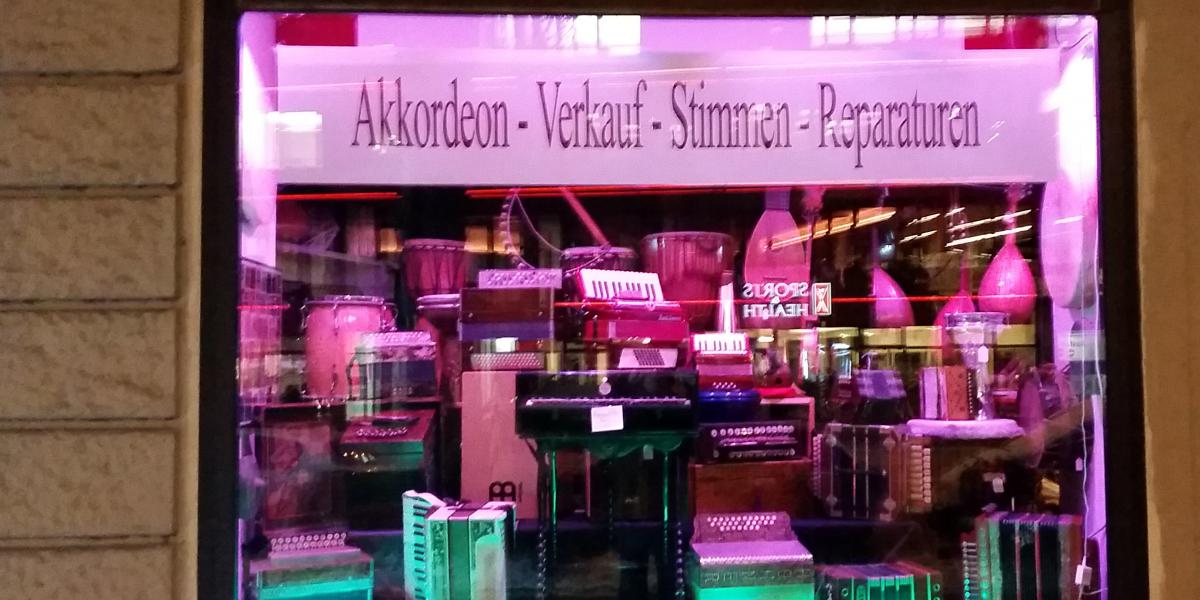 Akkordeon - Verkauf - Stimmen - Reparaturen
SPORTS
HEALTH